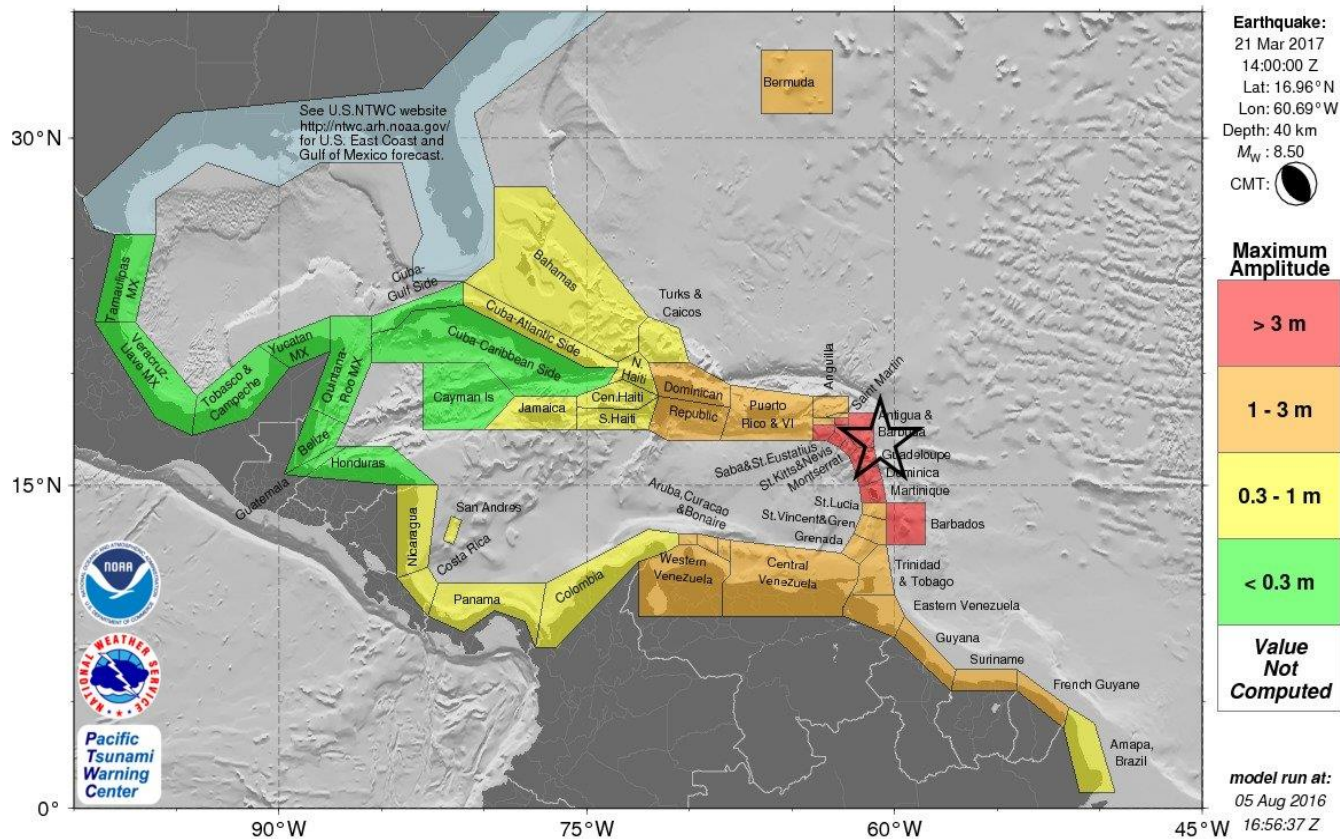 Earthquake:
21 Mar 2017
14:00:00 Z
Lat: 16.96°N
Lon: 60.69°W
Depth: 40 km
MW : 8.50
CMT:
Maximum
Amplitude
> 3 m
1 - 3 m
0.3 - 1 m
< 0.3 m
Value
Not
Computed
model run at:
05 Aug 2016
16:56:37 Z
30°N
15°N
0°
90°W
75°W
60°W
45°W
See U.S.NTWC website
http://ntwc.arh.noaa.gov/
for U.S. East Coast and
Gulf of Mexico forecast.
Bermuda
Tamaulipas
MX
Veracruz-
Llave MX
Tobasco &
Campeche
Yucatan
MX
Quintana-
Roo MX
Belize
Honduras
Guatemala
Cuba-
Gulf Side
Cuba-Atlantic Side
Cuba-Caribbean Side
Bahamas
Turks &
Caicos
Cayman Is
Jamaica
N.
Haiti
Cen.Haiti
S.Haiti
Dominican
Republic
Puerto
Rico & VI
Anguilla
Saint Martin
Antigua &
Barbuda
Saba&St.Eustatius
St.Kitts&Nevis
Montserrat
Guadeloupe
Dominica
Martinique
St.Lucia
Barbados
St.Vincent&Gren
Grenada
Aruba,Curacao
&Bonaire
San Andres
Nicaragua
Costa Rica
Panama
Colombia
Western
Venezuela
Central
Venezuela
Trinidad
& Tobago
Eastern Venezuela
Guyana
Suriname
French Guyane
Amapa,
Brazil
NATIONAL OCEANIC AND ATMOSPHERIC ADMINISTRATION
NOAA
U.S. DEPARTMENT OF COMMERCE
NATIONAL WEATHER SERVICE
Pacific
Tsunami
Warning
Center